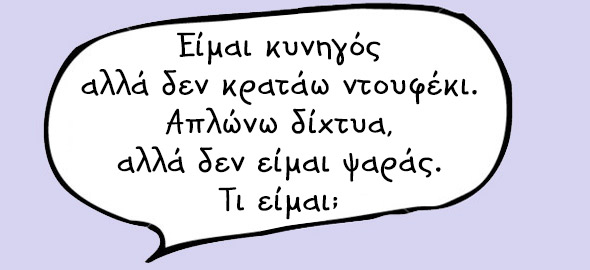 Είμαι κυνηγός
αλλά δεν κρατάω ντουφέκι.
Απλώνω δίχτυα,
αλλά δεν είμαι ψαράς.
Τι είμαι;